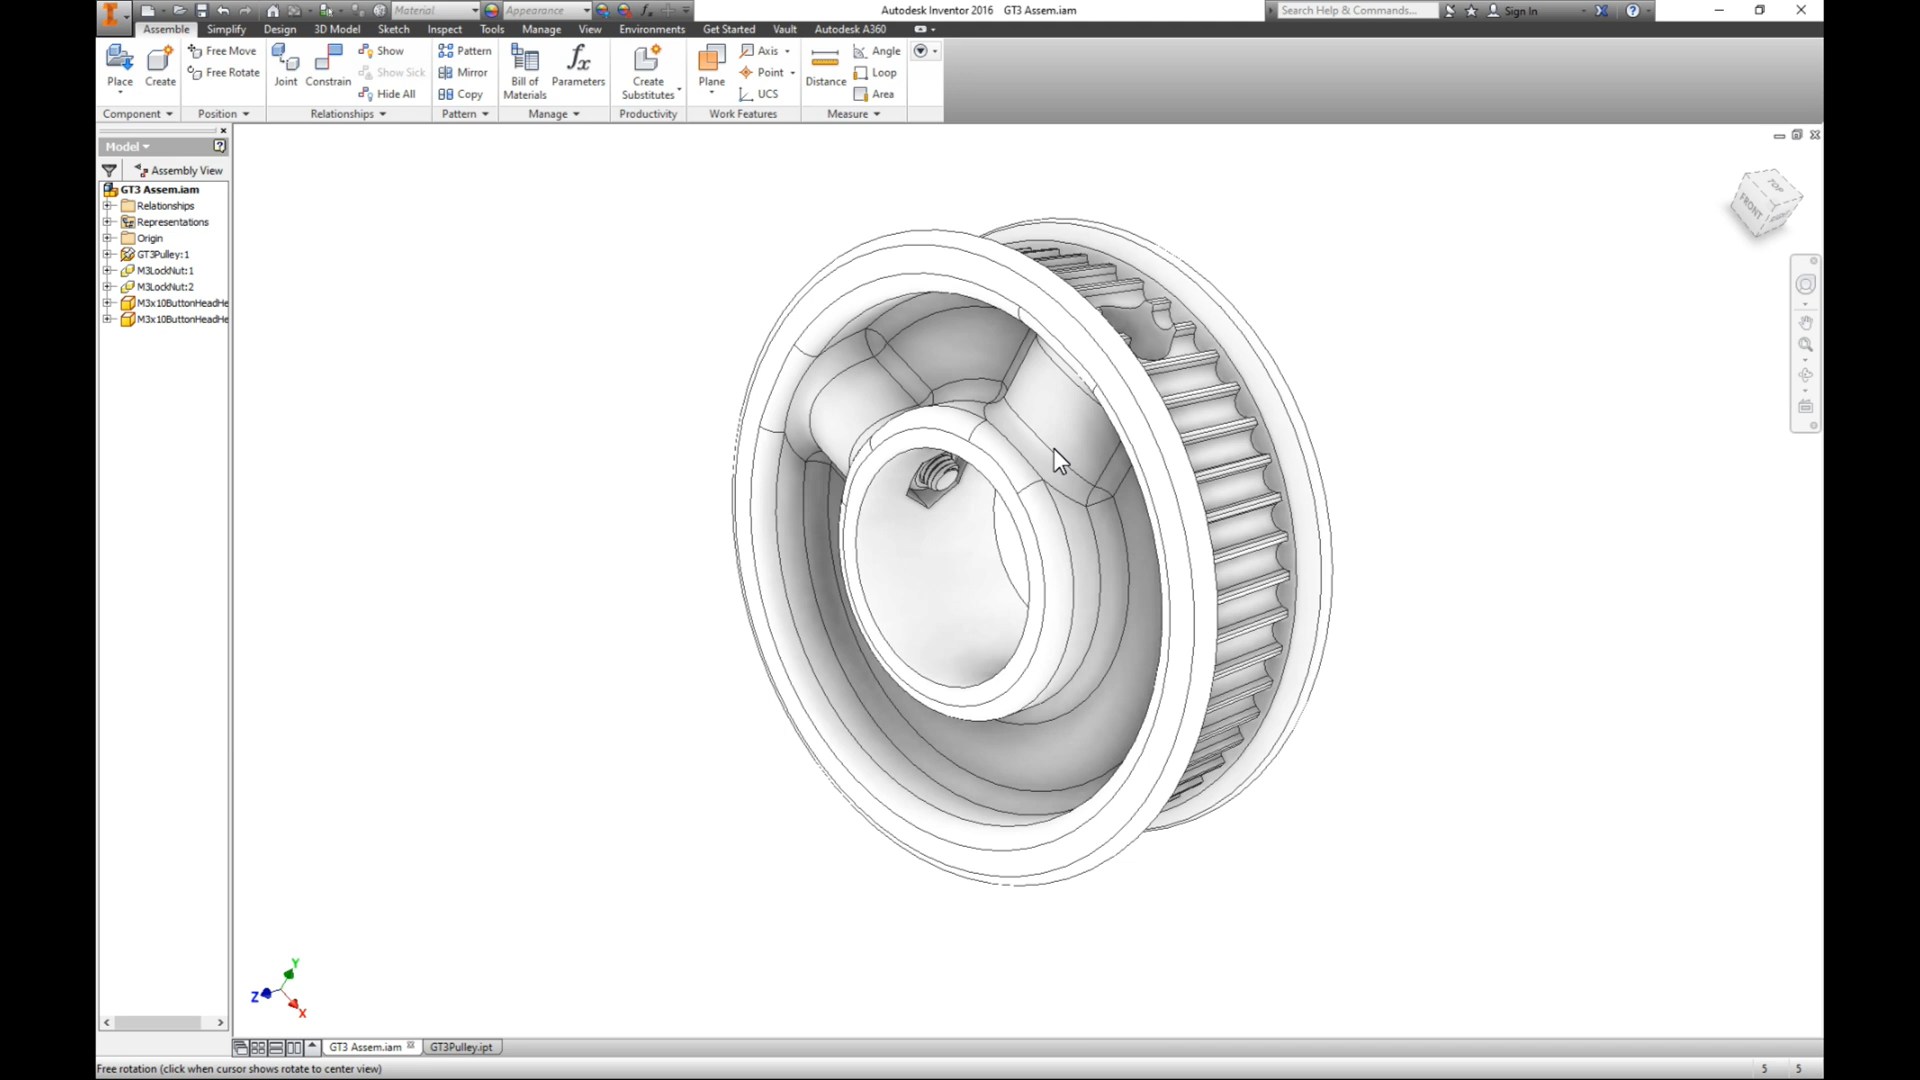 Material
Appearance
Autodesk Inventor 2016 GT3 Assem.iam
Search Help & Commands...
Sign In
Assemble Simplify Design 3D Model Sketch Inspect Tools Manage View Environments Get Started Vault Autodesk A360
Place
Create
Free Move
Free Rotate
Joint
Constrain
Show
Show Sick
Hide All
Pattern
Mirror
Copy
Bill of
Materials
Parameters
Create
Substitutes
Plane
Axis
Point
UCS
Distance
Angle
Loop
Area
Component Position Relationships Pattern Manage Productivity Work Features Measure
Model
Assembly View
GT3 Assem.iam
Relationships
Representations
Origin
GT3Pulley:1
M3LockNut:1
M3LockNut:2
M3x10ButtonHeadHe
M3x10ButtonHeadHe
TOP
FRONT
Y
Z
X
GT3 Assem.iam GT3Pulley.ipt
Free rotation (click when cursor shows rotate to center view)
5 5